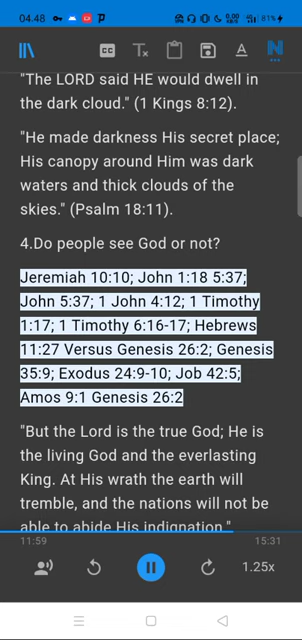 04.48
0,00
KB/s
81%
CC
"The LORD said HE would dwell in
the dark cloud." (1 Kings 8:12).
"He made darkness His secret place;
His canopy around Him was dark
waters and thick clouds of the
skies." (Psalm 18:11).
4.Do people see God or not?
Jeremiah 10:10; John 1:18 5:37;
John 5:37; 1 John 4:12; 1 Timothy
1:17; 1 Timothy 6:16-17; Hebrews
11:27 Versus Genesis 26:2; Genesis
35:9; Exodus 24:9-10; Job 42:5;
Amos 9:1 Genesis 26:2
"But the Lord is the true God; He is
the living God and the everlasting
King. At His wrath the earth will
tremble, and the nations will not be
able to abide His indignation."
11:59
15:31
1.25x